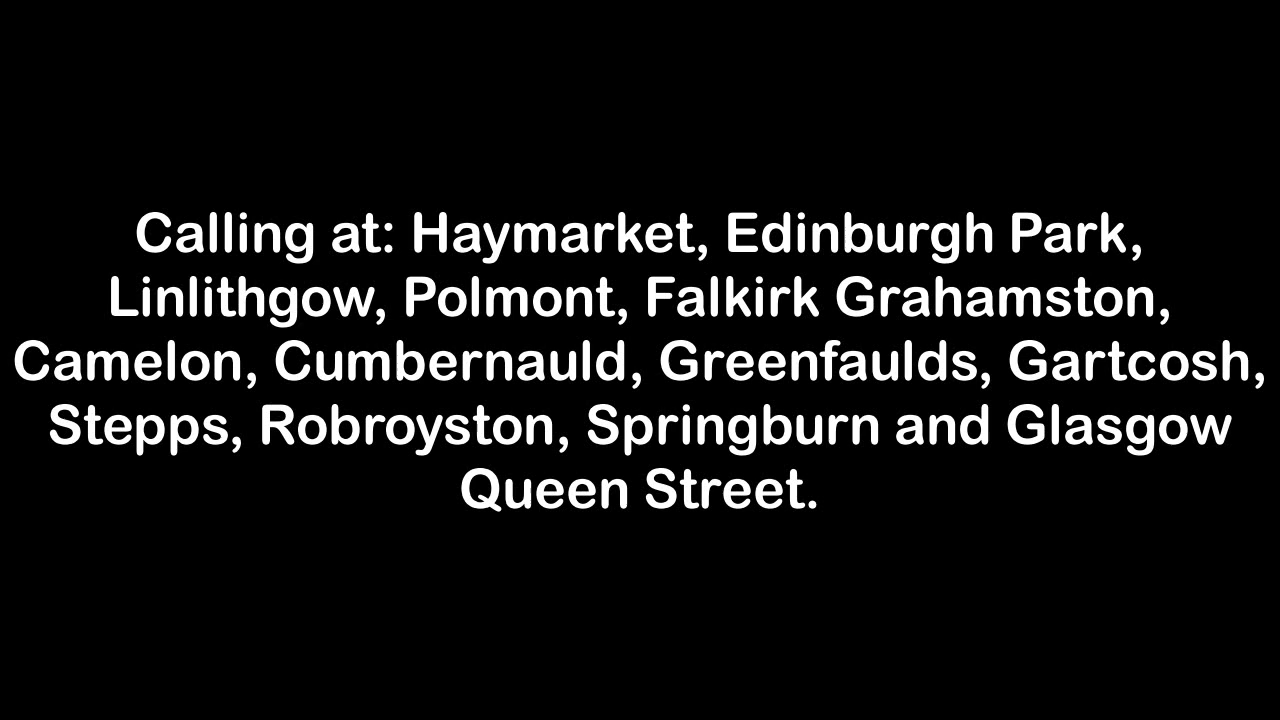 Calling at: Haymarket, Edinburgh Park,
Linlithgow, Polmont, Falkirk Grahamston,
Camelon, Cumbernauld, Greenfaulds, Gartcosh,
Stepps, Robroyston, Springburn and Glasgow
Queen Street.